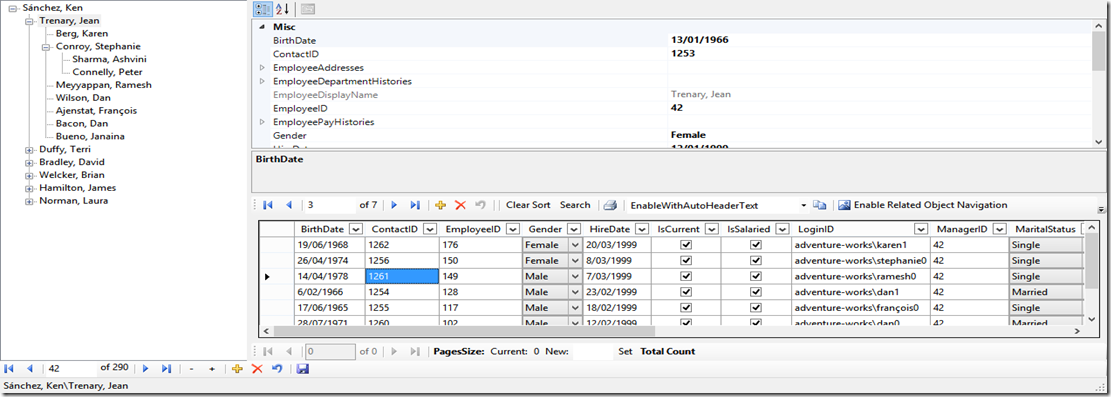 Sánchez, Ken
Trenary, Jean
Berg, Karen
Conroy, Stephanie
Sharma, Ashvini
Connelly, Peter
Meyyappan, Ramesh
Wilson, Dan
Ajenstat, François
Bacon, Dan
Bueno, Janaina
Duffy, Terri
Bradley, David
Welcker, Brian
Hamilton, James
Norman, Laura
42 of 290 - +
Misc
BirthDate 13/01/1966
ContactID 1253
EmployeeAddresses
EmployeeDepartmentHistories
EmployeeDisplayName Trenary, Jean
EmployeeID 42
EmployeePayHistories
Gender Female
HireDate 12/01/1999
BirthDate
3 of 7 Clear Sort Search EnableWithAutoHeaderText Enable Related Object Navigation
BirthDate ContactID EmployeeID Gender HireDate IsCurrent IsSalaried LoginID ManagerID MaritalStatus
19/06/1968 1262 176 Female 20/03/1999 adventure-works\karen1 42 Single
26/04/1974 1256 150 Female 8/03/1999 adventure-works\stephanie0 42 Single
14/04/1978 1261 149 Male 7/03/1999 adventure-works\ramesh0 42 Single
6/02/1966 1254 128 Male 23/02/1999 adventure-works\dan1 42 Married
17/06/1965 1255 117 Male 18/02/1999 adventure-works\françois0 42 Single
28/07/1971 1260 102 Male 12/02/1999 adventure-works\dan0 42 Married
0 of 0 PagesSize: Current: 0 New: Set Total Count
Sánchez, Ken\Trenary, Jean